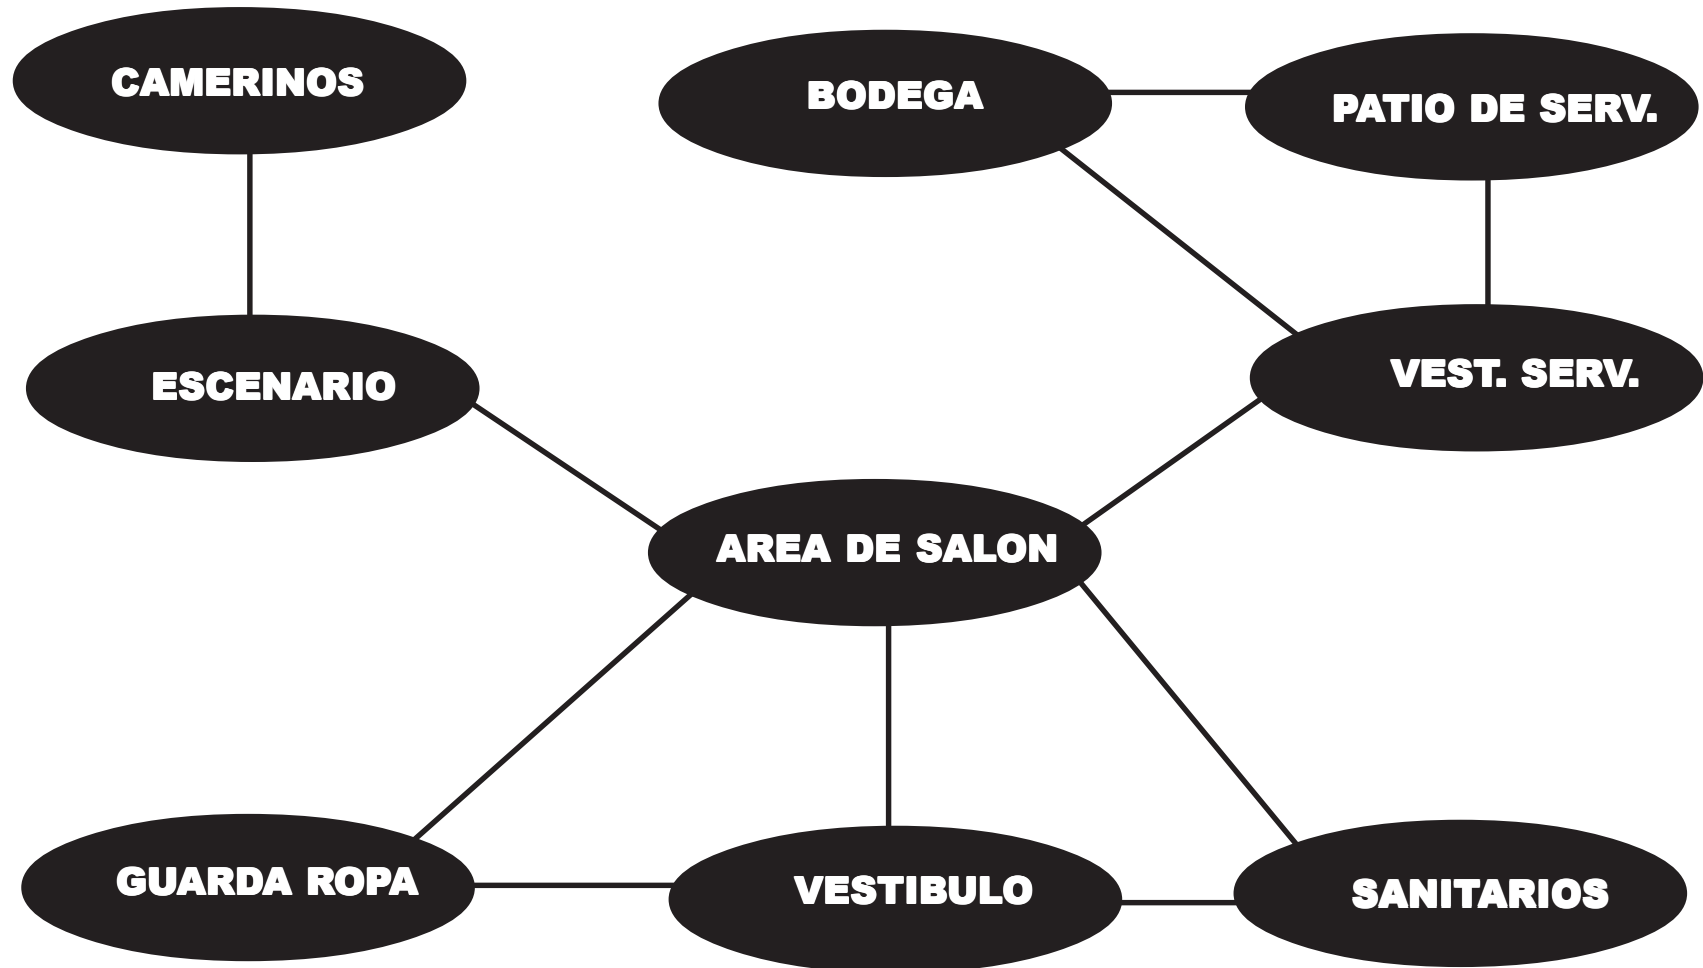 CAMERINOS
BODEGA
PATIO DE SERV.
ESCENARIO
VEST. SERV.
AREA DE SALON
GUARDA ROPA
VESTIBULO
SANITARIOS